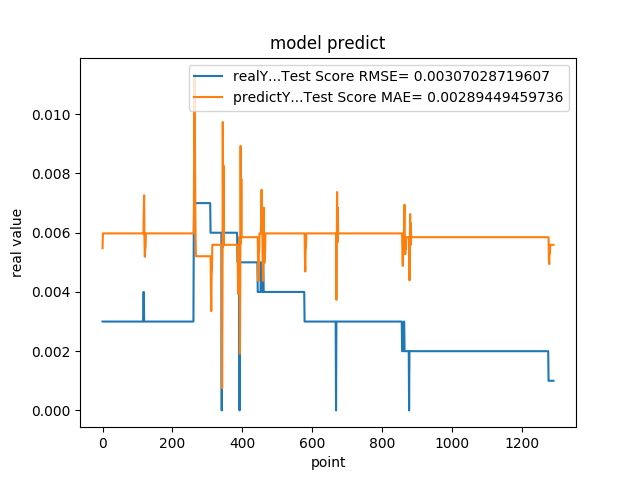 model predict
realY...Test Score RMSE= 0.00307028719607
predictY...Test Score MAE= 0.00289449459736
0.010
0.008
0.006
0.004
0.002
0.000
real value
0 200 400 600 800 1000 1200
point